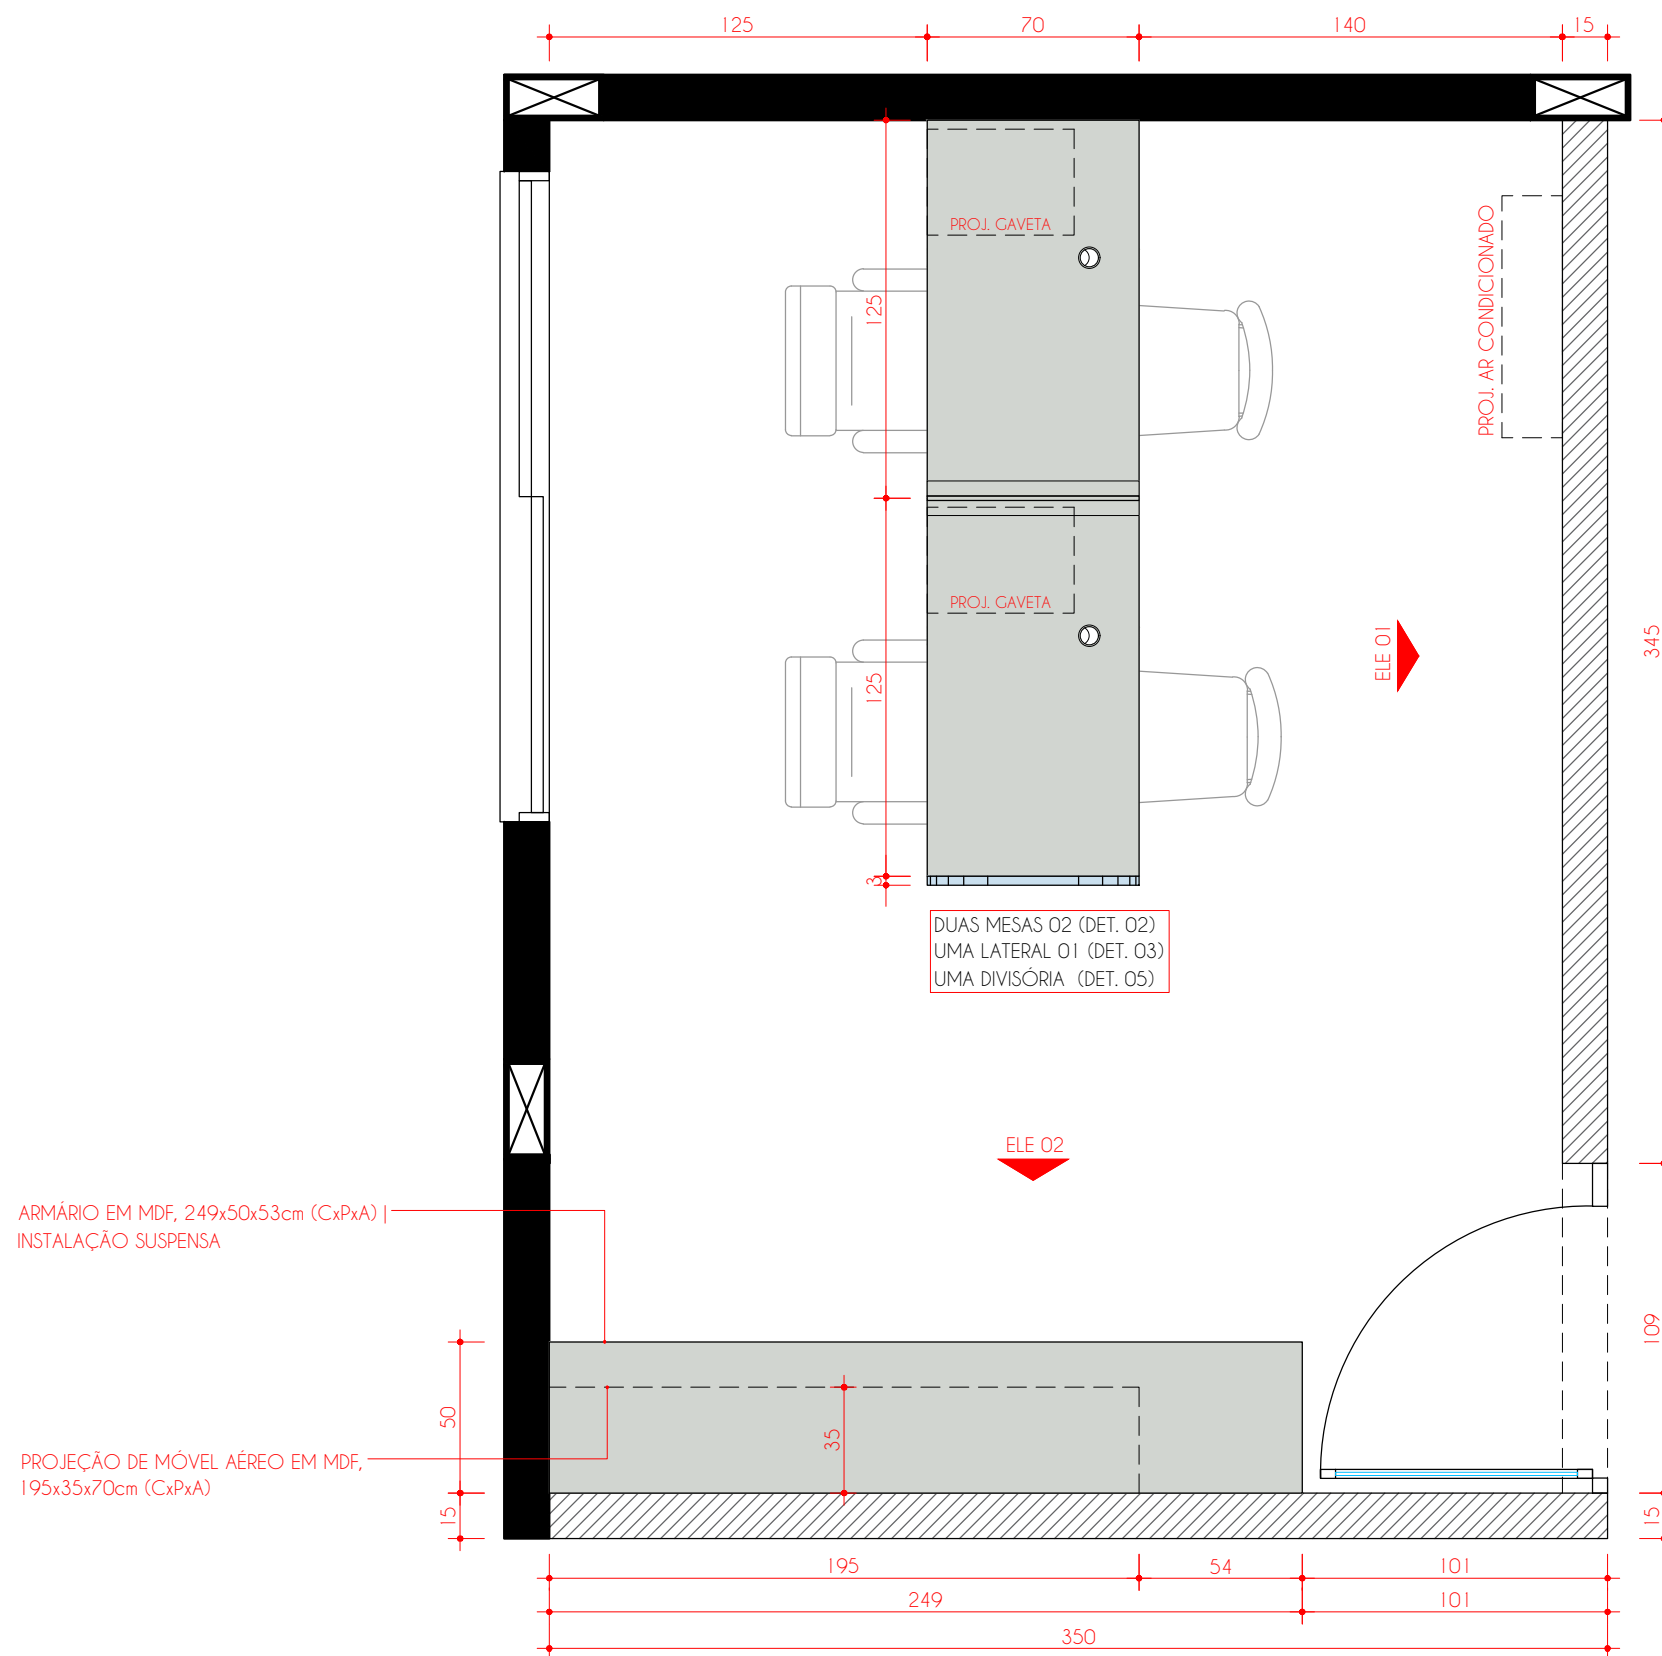 125
70
140
15
PROJ. GAVETA
PROJ. AR CONDICIONADO
125
PROJ. GAVETA
ELE 01
345
125
3
DUAS MESAS 02 (DET. 02)
UMA LATERAL 01 (DET. 03)
UMA DIVISÓRIA (DET. 05)
ELE 02
ARMÁRIO EM MDF, 249x50x53cm (CxPxA) |
INSTALAÇÃO SUSPENSA
109
50
35
PROJEÇÃO DE MÓVEL AÉREO EM MDF,
195x35x70cm (CxPxA)
15
15
195
54
101
249
101
350